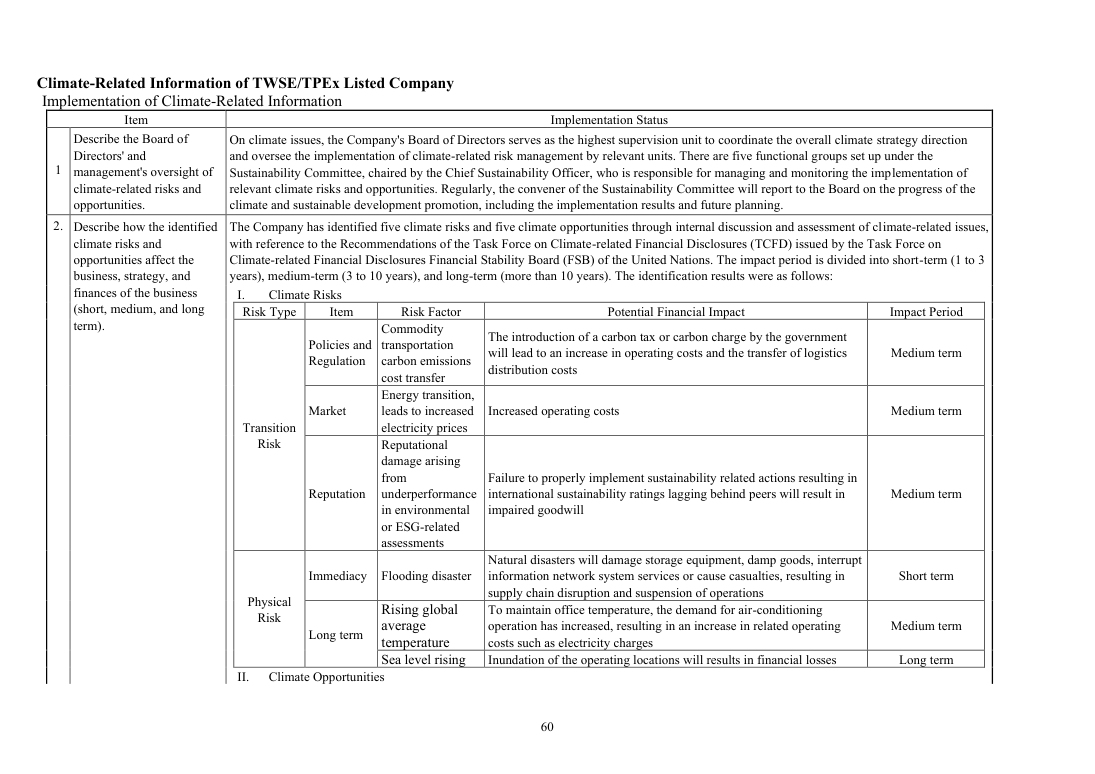 Climate-Related Information of TWSE/TPEx Listed Company
Implementation of Climate-Related Information
Item
Implementation Status
1
Describe the Board of
Directors' and
management's oversight of
climate-related risks and
opportunities.
On climate issues, the Company's Board of Directors serves as the highest supervision unit to coordinate the overall climate strategy direction
and oversee the implementation of climate-related risk management by relevant units. There are five functional groups set up under the
Sustainability Committee, chaired by the Chief Sustainability Officer, who is responsible for managing and monitoring the implementation of
relevant climate risks and opportunities. Regularly, the convener of the Sustainability Committee will report to the Board on the progress of the
climate and sustainable development promotion, including the implementation results and future planning.
2.
Describe how the identified
climate risks and
opportunities affect the
business, strategy, and
finances of the business
(short, medium, and long
term).
The Company has identified five climate risks and five climate opportunities through internal discussion and assessment of climate-related issues,
with reference to the Recommendations of the Task Force on Climate-related Financial Disclosures (TCFD) issued by the Task Force on
Climate-related Financial Disclosures Financial Stability Board (FSB) of the United Nations. The impact period is divided into short-term (1 to 3
years), medium-term (3 to 10 years), and long-term (more than 10 years). The identification results were as follows:
I. Climate Risks
Risk Type
Item
Risk Factor
Potential Financial Impact
Impact Period
Transition
Risk
Policies and
Regulation
Commodity
transportation
carbon emissions
cost transfer
The introduction of a carbon tax or carbon charge by the government
will lead to an increase in operating costs and the transfer of logistics
distribution costs
Medium term
Market
Energy transition,
leads to increased
electricity prices
Increased operating costs
Medium term
Reputation
Reputational
damage arising
from
underperformance
in environmental
or ESG-related
assessments
Failure to properly implement sustainability related actions resulting in
international sustainability ratings lagging behind peers will result in
impaired goodwill
Medium term
Physical
Risk
Immediacy
Flooding disaster
Natural disasters will damage storage equipment, damp goods, interrupt
information network system services or cause casualties, resulting in
supply chain disruption and suspension of operations
Short term
Long term
Rising global
average
temperature
To maintain office temperature, the demand for air-conditioning
operation has increased, resulting in an increase in related operating
costs such as electricity charges
Medium term
Sea level rising
Inundation of the operating locations will results in financial losses
Long term
II. Climate Opportunities
60